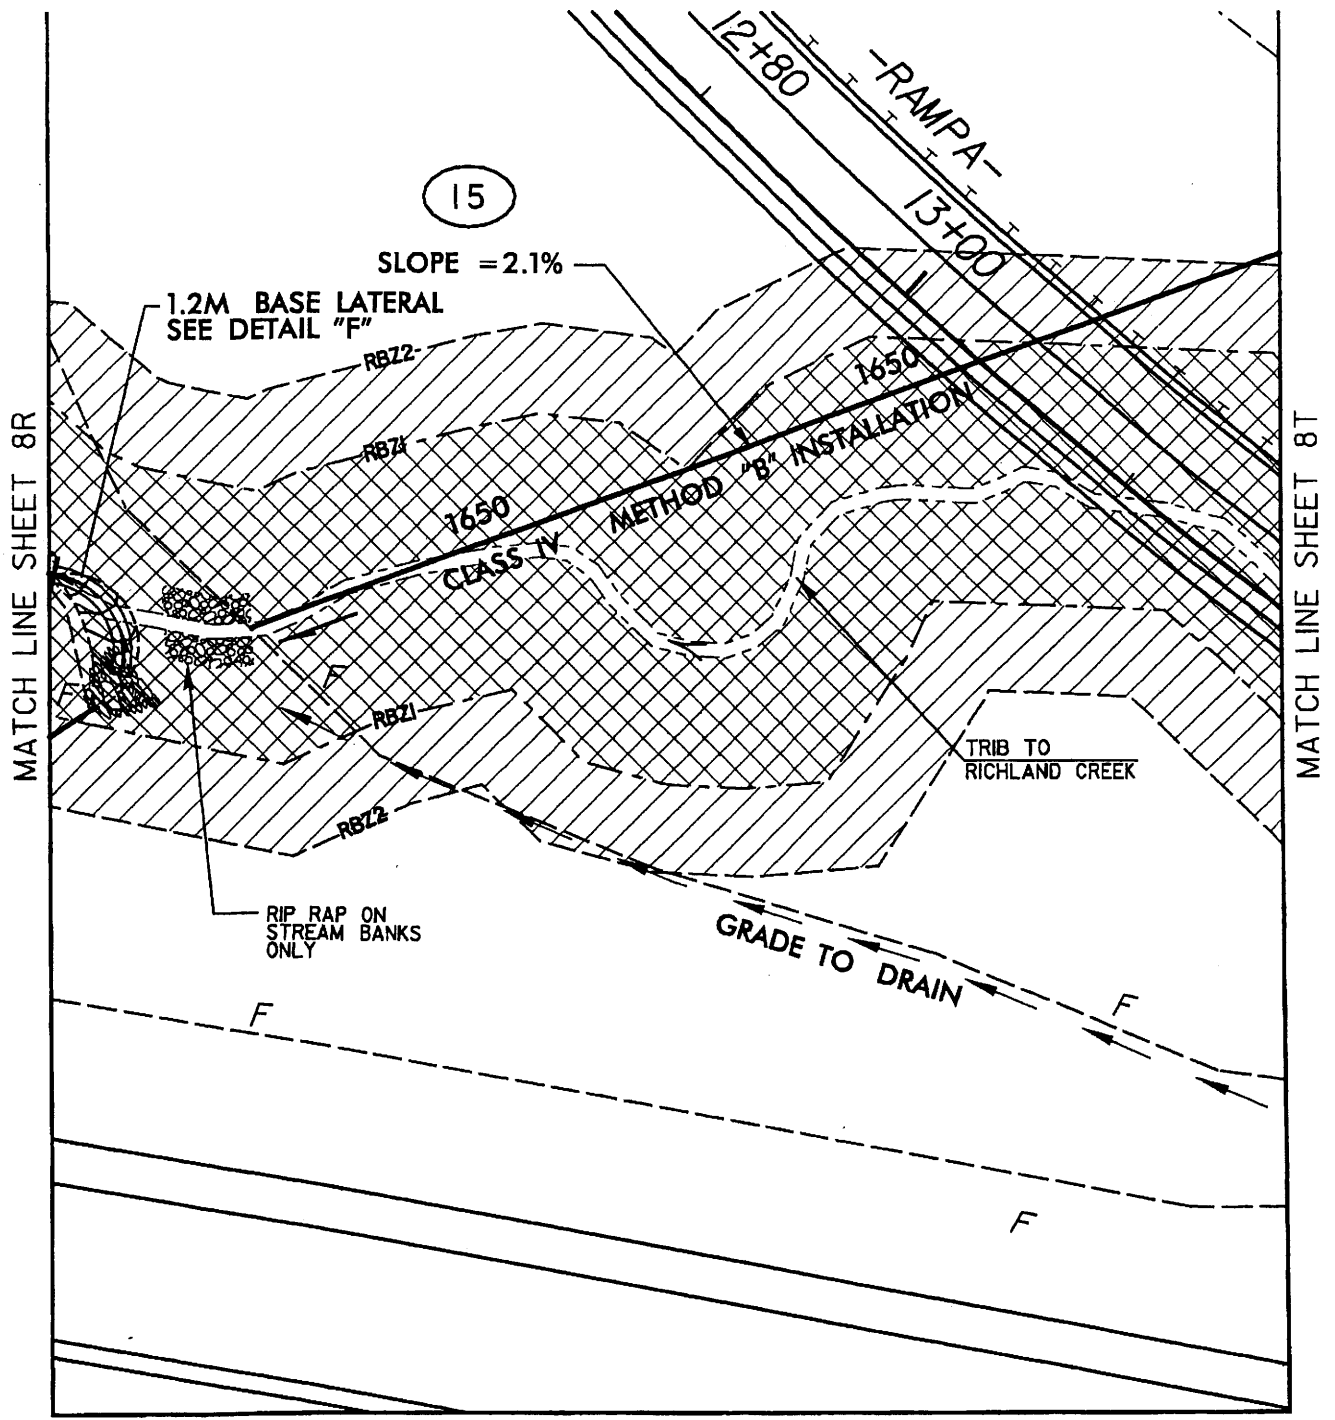 12+80
-RAMPA-
15
13+00
SLOPE =2.1%
1.2M BASE LATERAL
SEE DETAIL "F"
RBZ2
1650
RBZ1
METHOD "B" INSTALLATION
1650
CLASS IV
MATCH LINE SHEET 8R
MATCH LINE SHEET 8T
F
F
RBZ1
TRIB TO
RICHLAND CREEK
RBZ2
RIP RAP ON
STREAM BANKS
ONLY
GRADE TO DRAIN
F
F
F